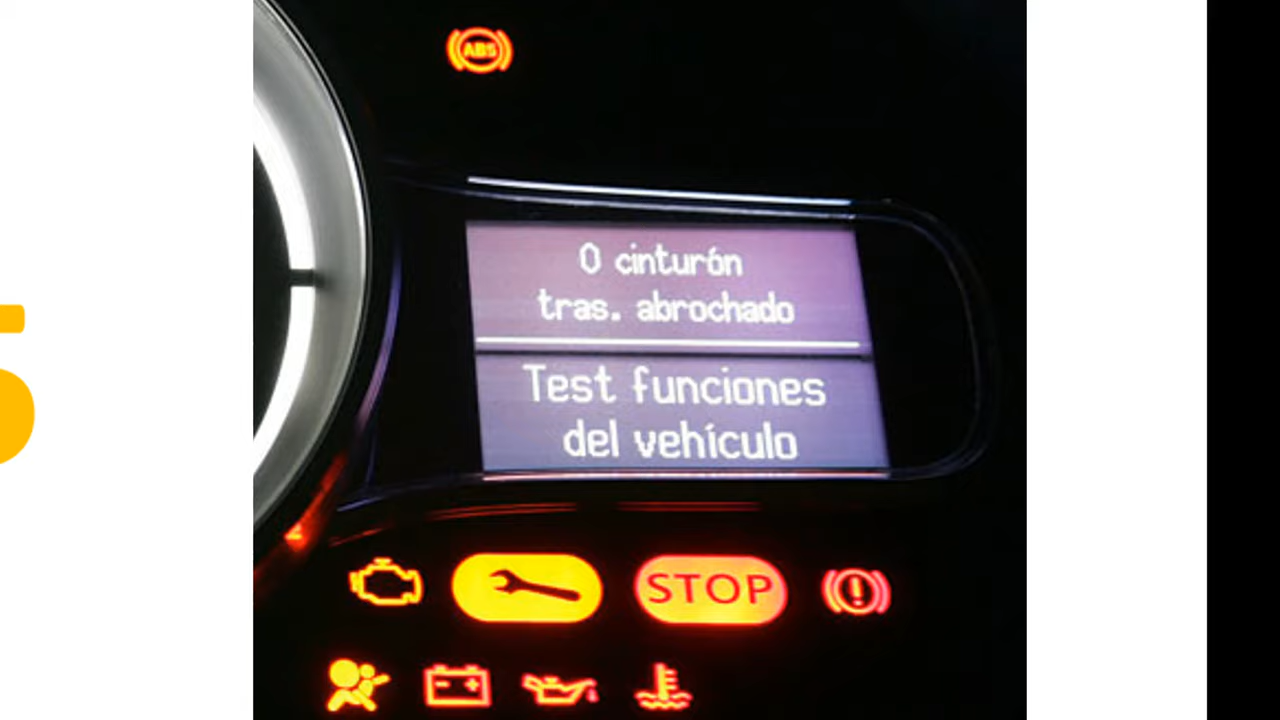 ABS
0 cinturón
tras. abrochado
Test funciones
del vehículo
STOP